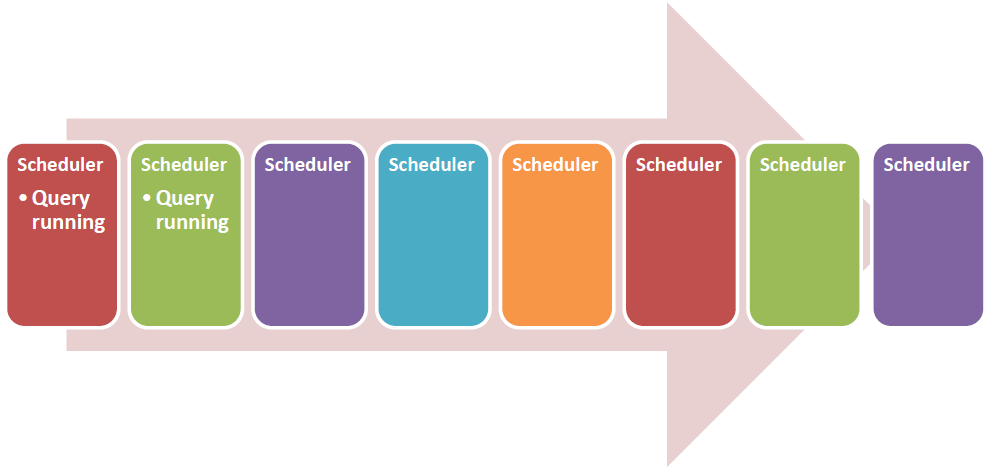 Scheduler
• Query
running
Scheduler
• Query
running
Scheduler
Scheduler
Scheduler
Scheduler
Scheduler
Scheduler